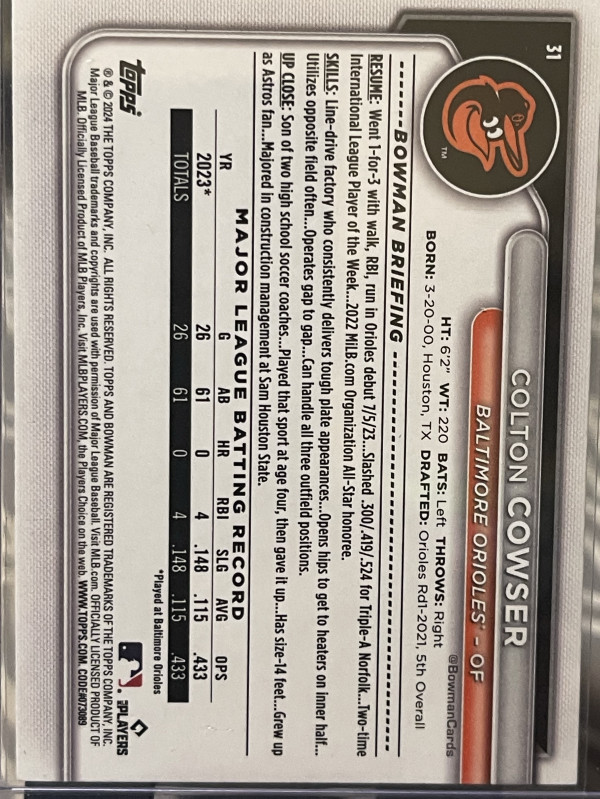 31
TM
COLTON COWSER
BALTIMORE ORIOLES® – OF
@BowmanCards
HT: 6'2" WT: 220 BATS: Left THROWS: Right
BORN: 3-20-00, Houston, TX DRAFTED: Orioles Rd1-2021, 5th Overall
BOWMAN BRIEFING
RESUME: Went 1-for-3 with walk, RBI, run in Orioles debut 7/5/23...Slashed .300/.419/.524 for Triple-A Norfolk...Two-time
International League Player of the Week...2022 MiLB.com Organization All-Star honoree.
SKILLS: Line-drive factory who consistently delivers tough plate appearances....Opens hips to get to heaters on inner half...
Utilizes opposite field often...Operates gap to gap...Can handle all three outfield positions.
UP CLOSE: Son of two high school soccer coaches...Played that sport at age four, then gave it up...Has size-14 feet...Grew up
as Astros fan....Majored in construction management at Sam Houston State.
MAJOR LEAGUE BATTING RECORD
YR G AB HR RBI SLG AVG OPS
2023* 26 61 0 4 .148 .115 .433
TOTALS 26 61 0 4 .148 .115 .433
*Played at Baltimore Orioles
topps
PLAYERS
® & © 2024 THE TOPPS COMPANY, INC. ALL RIGHTS RESERVED. TOPPS AND BOWMAN ARE REGISTERED TRADEMARKS OF THE TOPPS COMPANY, INC.
Major League Baseball trademarks and copyrights are used with permission of Major League Baseball. Visit MLB.com. OFFICIALLY LICENSED PRODUCT OF
MLB. Officially Licensed Product of MLB Players, Inc. Visit MLBPLAYERS.COM, the Players Choice on the web. WWW.TOPPS.COM. CODE#073089